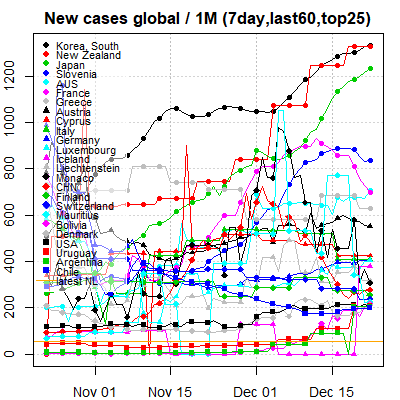 New cases global / 1M (7day,last60,top25)
Korea, South
New Zealand
Japan
Slovenia
AUS
France
Greece
Austria
Cyprus
Italy
Germany
Luxembourg
Iceland
Liechtenstein
Monaco
CHN
Finland
Switzerland
Mauritius
Bolivia
Denmark
USA
Uruguay
Argentina
Chile
latest NL
0
200
400
600
800
1000
1200
Nov 01
Nov 15
Dec 01
Dec 15